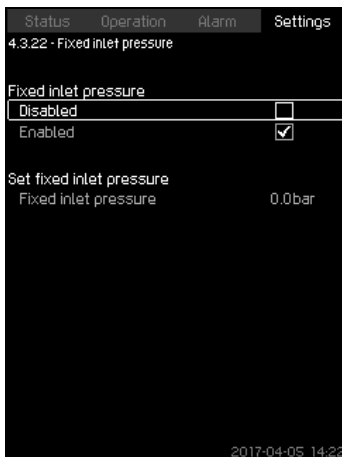 Status Operation Alarm Settings
4.3.22 - Fixed inlet pressure
Fixed inlet pressure
Disabled
Enabled
Set fixed inlet pressure
Fixed inlet pressure 0.0bar
2017-04-05 14:22